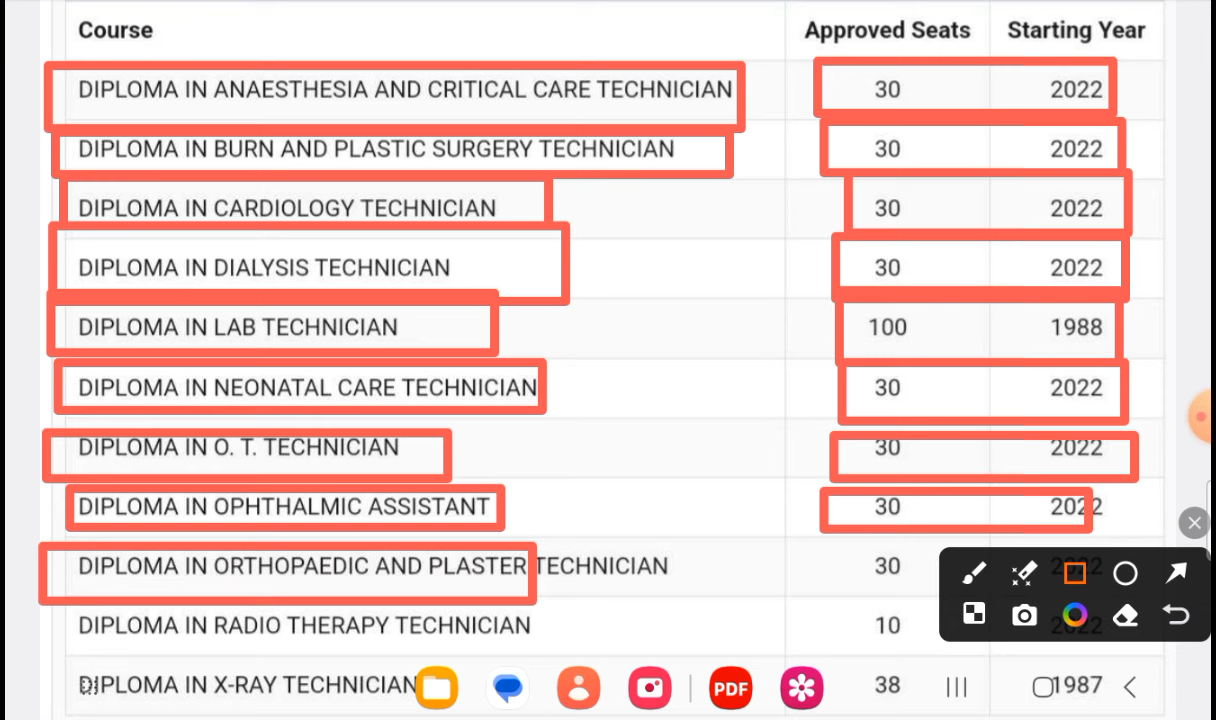 Course Approved Seats Starting Year
DIPLOMA IN ANAESTHESIA AND CRITICAL CARE TECHNICIAN 30 2022
DIPLOMA IN BURN AND PLASTIC SURGERY TECHNICIAN 30 2022
DIPLOMA IN CARDIOLOGY TECHNICIAN 30 2022
DIPLOMA IN DIALYSIS TECHNICIAN 30 2022
DIPLOMA IN LAB TECHNICIAN 100 1988
DIPLOMA IN NEONATAL CARE TECHNICIAN 30 2022
DIPLOMA IN O. T. TECHNICIAN 30 2022
DIPLOMA IN OPHTHALMIC ASSISTANT 30 2022
DIPLOMA IN ORTHOPAEDIC AND PLASTER TECHNICIAN 30 2022
DIPLOMA IN RADIO THERAPY TECHNICIAN 10 2022
DIPLOMA IN X-RAY TECHNICIAN 38 1987
PDF